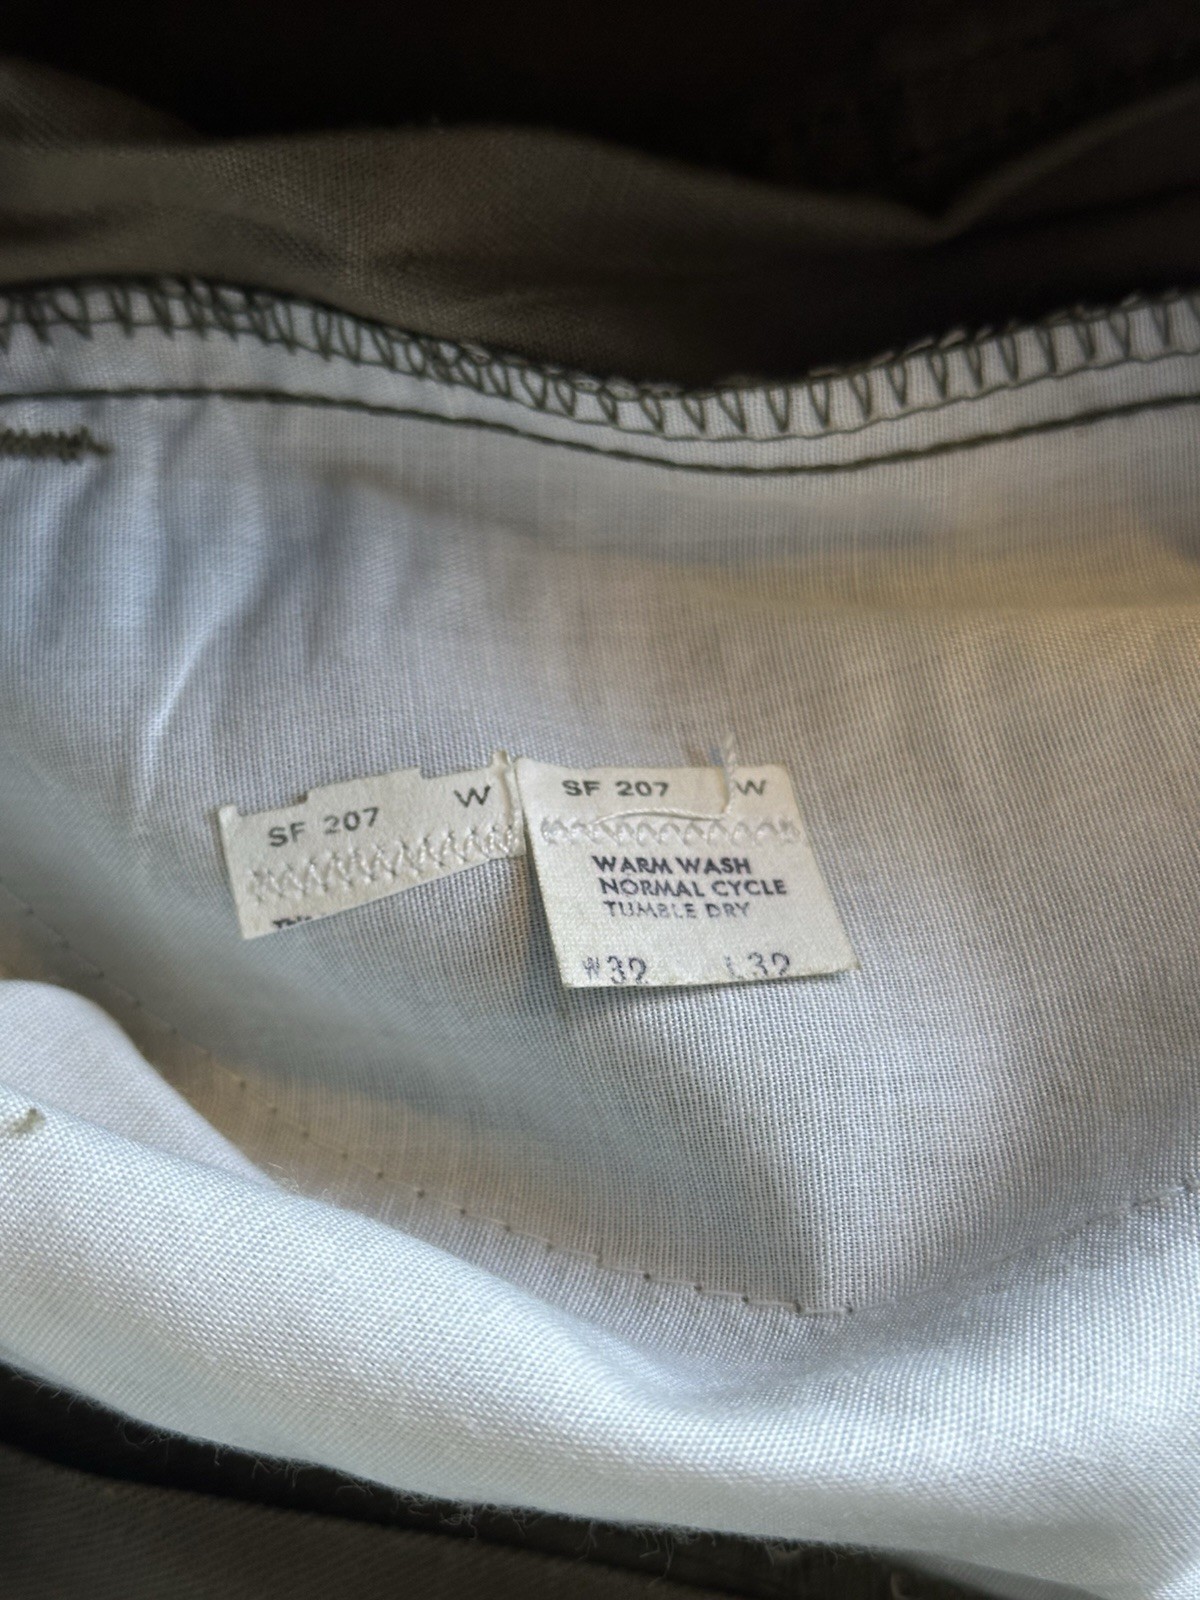 SF 207 W
SF 207 W
WARM WASH
NORMAL CYCLE
TUMBLE DRY
W32 L32